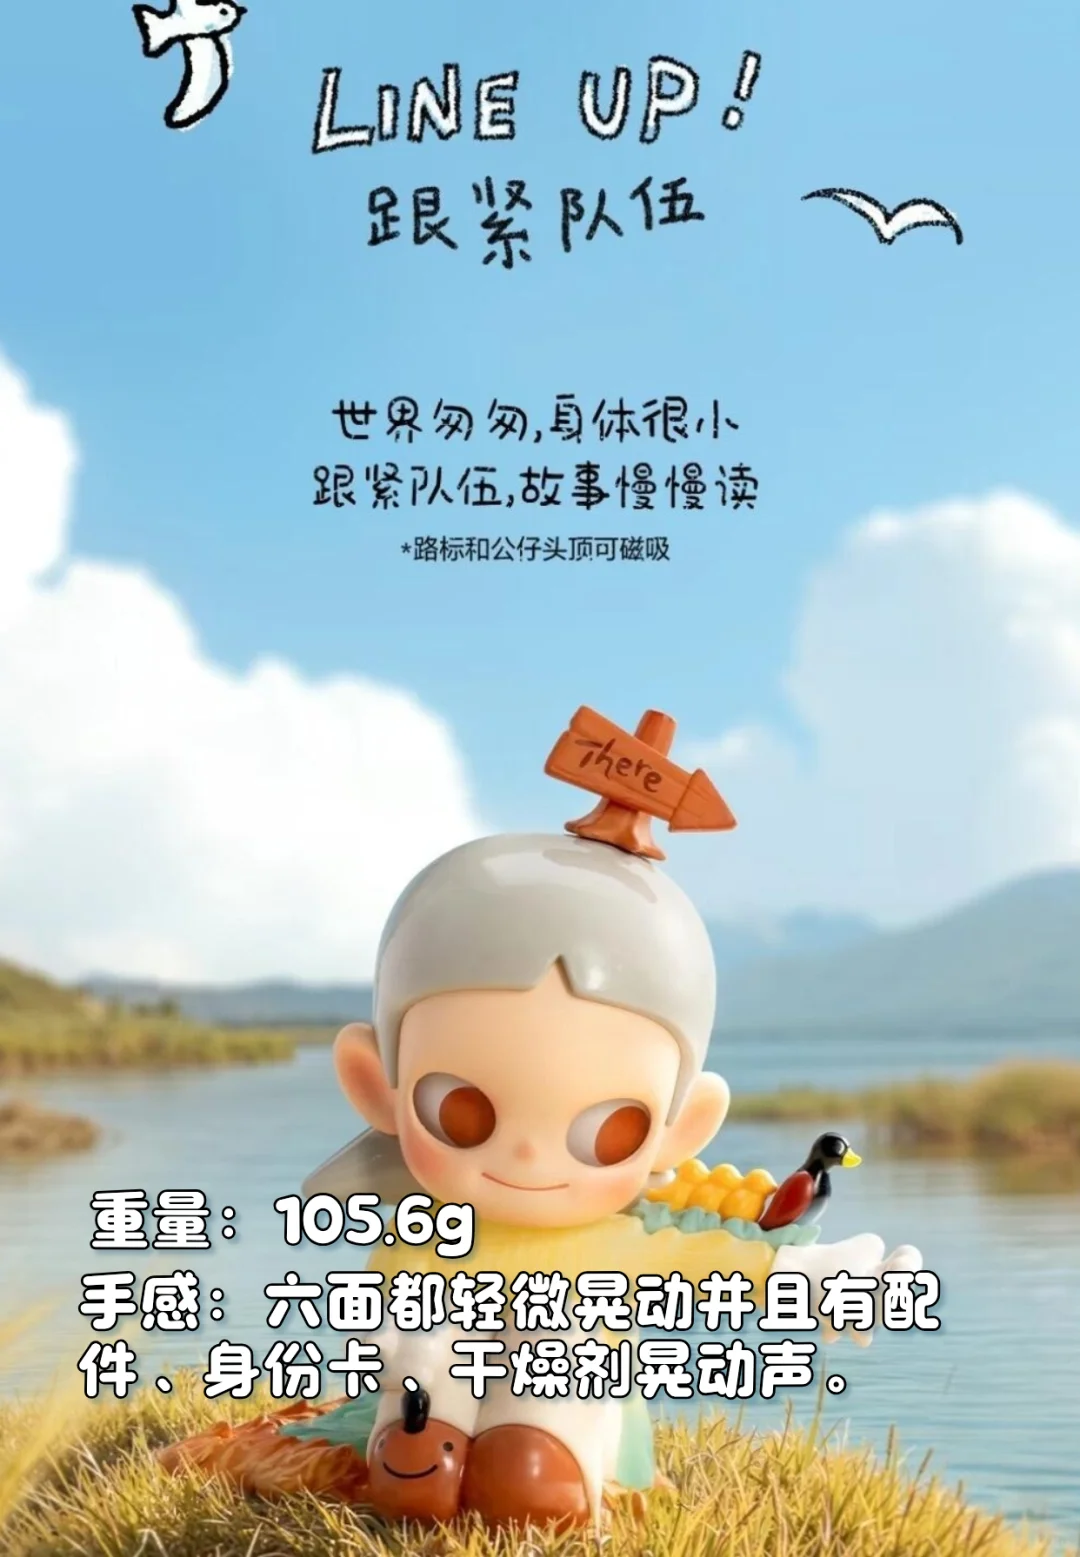 LINE UP!
跟紧队伍
世界匆匆,身体很小
跟紧队伍,故事慢慢读
*路标和公仔头顶可磁吸
There
重量：105.6g
手感：六面都轻微晃动并且有配
件、身份卡、干燥剂晃动声。